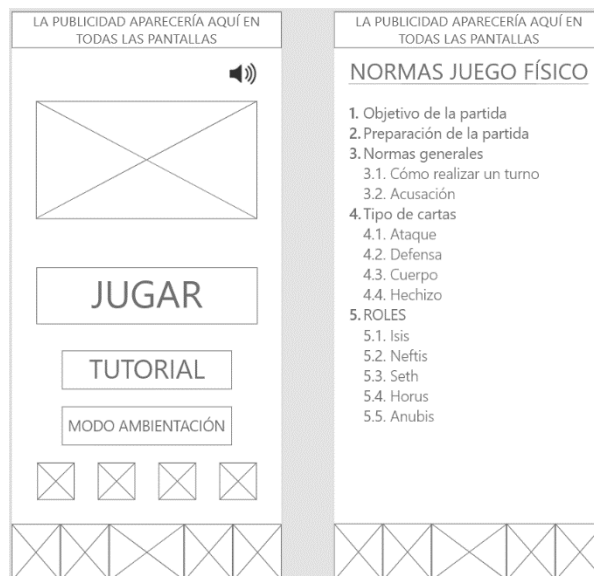 LA PUBLICIDAD APARECERÍA AQUÍ EN
TODAS LAS PANTALLAS
JUGAR
TUTORIAL
MODO AMBIENTACIÓN
LA PUBLICIDAD APARECERÍA AQUÍ EN
TODAS LAS PANTALLAS
NORMAS JUEGO FÍSICO
1. Objetivo de la partida
2. Preparación de la partida
3. Normas generales
3.1. Cómo realizar un turno
3.2. Acusación
4. Tipo de cartas
4.1. Ataque
4.2. Defensa
4.3. Cuerpo
4.4. Hechizo
5. ROLES
5.1. Isis
5.2. Neftis
5.3. Seth
5.4. Horus
5.5. Anubis